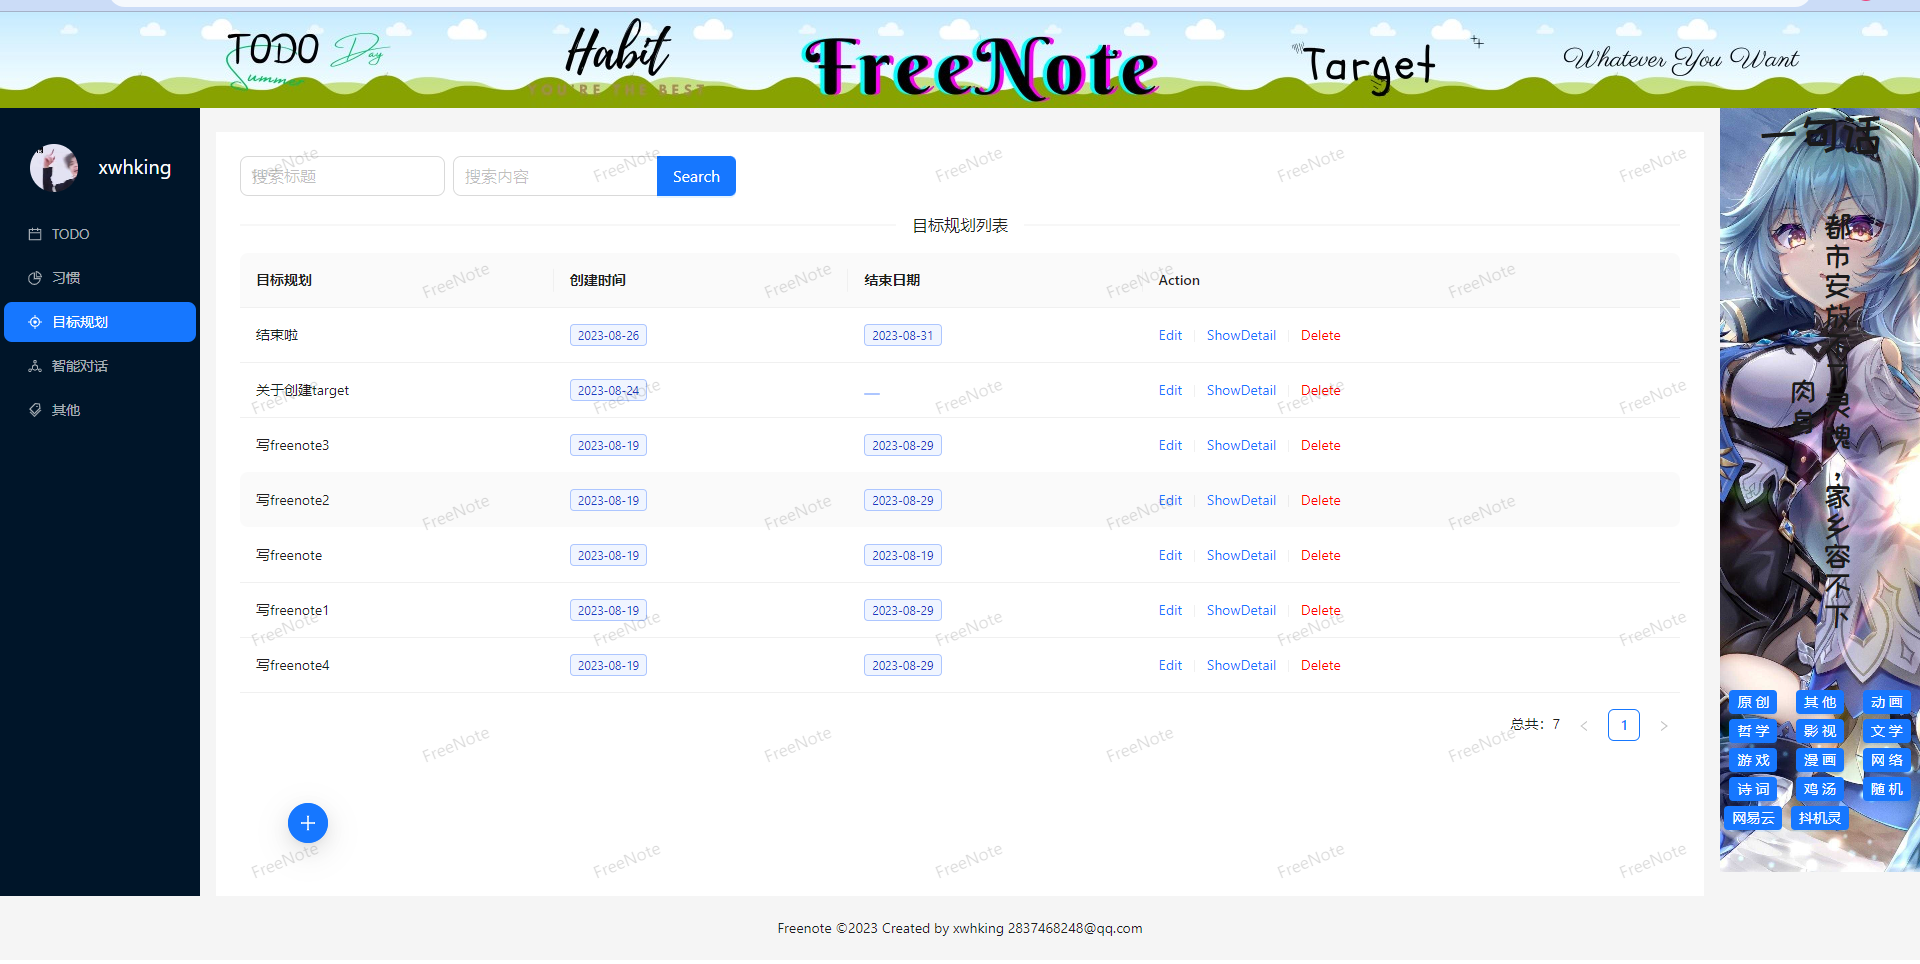 TODO Day
Summer
Habit
YOU'RE THE BEST
FreeNote
Target
Whatever You Want
xwhking
TODO
习惯
目标规划
智能对话
其他
搜索标题
搜索内容
Search
目标规划列表
目标规划 创建时间 结束日期 Action
结束啦 2023-08-26 2023-08-31 Edit ShowDetail Delete
关于创建target 2023-08-24 — Edit ShowDetail Delete
写freenote3 2023-08-19 2023-08-29 Edit ShowDetail Delete
写freenote2 2023-08-19 2023-08-29 Edit ShowDetail Delete
写freenote 2023-08-19 2023-08-19 Edit ShowDetail Delete
写freenote1 2023-08-19 2023-08-29 Edit ShowDetail Delete
写freenote4 2023-08-19 2023-08-29 Edit ShowDetail Delete
总共：7 < 1 >
FreeNote
一句话
都市安放不了灵魂，家乡容不下
肉身
原创 其他 动画
哲学 影视 文学
游戏 漫画 网络
诗词 鸡汤 随机
网易云 抖机灵
Freenote ©2023 Created by xwhking 2837468248@qq.com